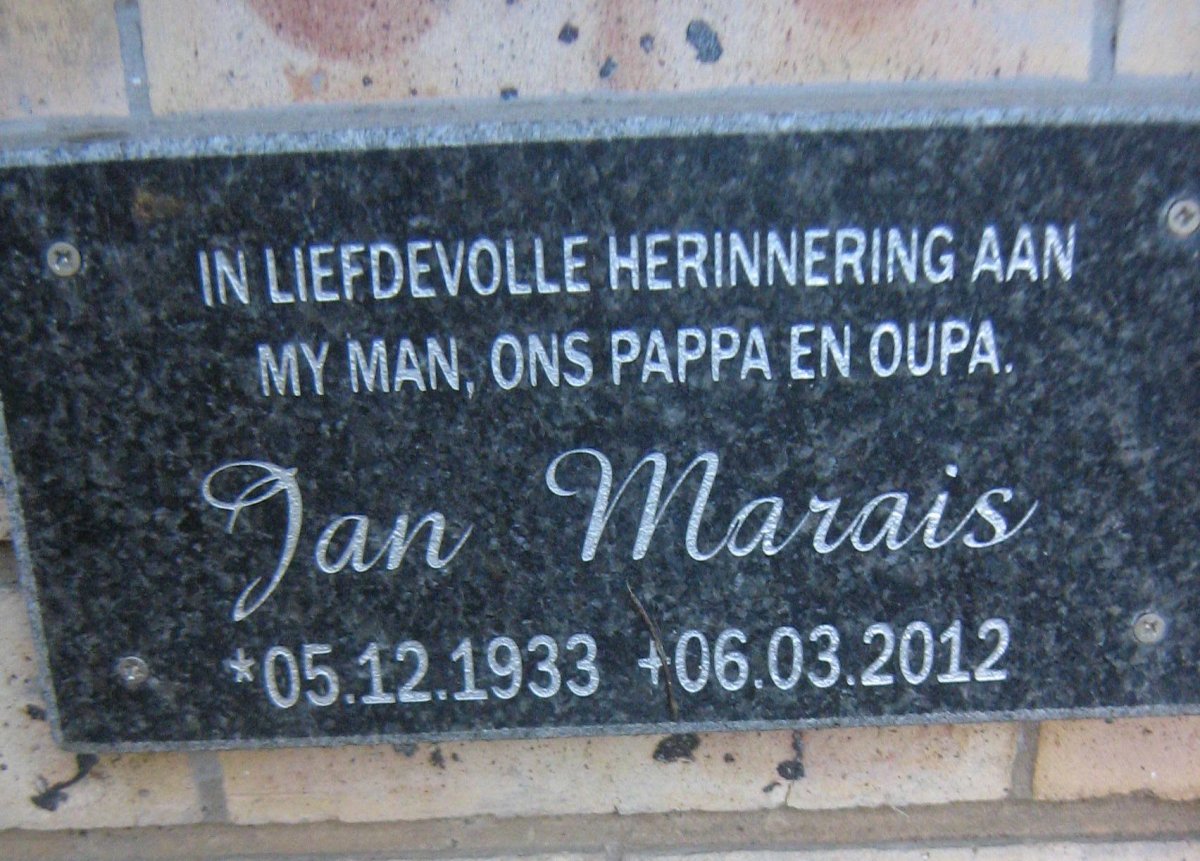 IN LIEFDEVOLLE HERINNERING AAN
MY MAN, ONS PAPPA EN OUPA.
Jan Marais
*05.12.1933 +06.03.2012